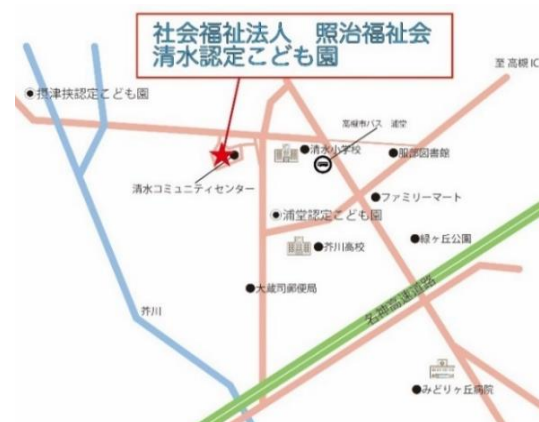 社会福祉法人　照治福祉会
清水認定こども園
至 高槻 IC
摂津挟認定こども園
高槻市バス　浦堂
清水小学校
服部図書館
清水コミュニティセンター
ファミリーマート
浦堂認定こども園
緑ヶ丘公園
芥川高校
大蔵司郵便局
名神高速道路
芥川
みどりヶ丘病院